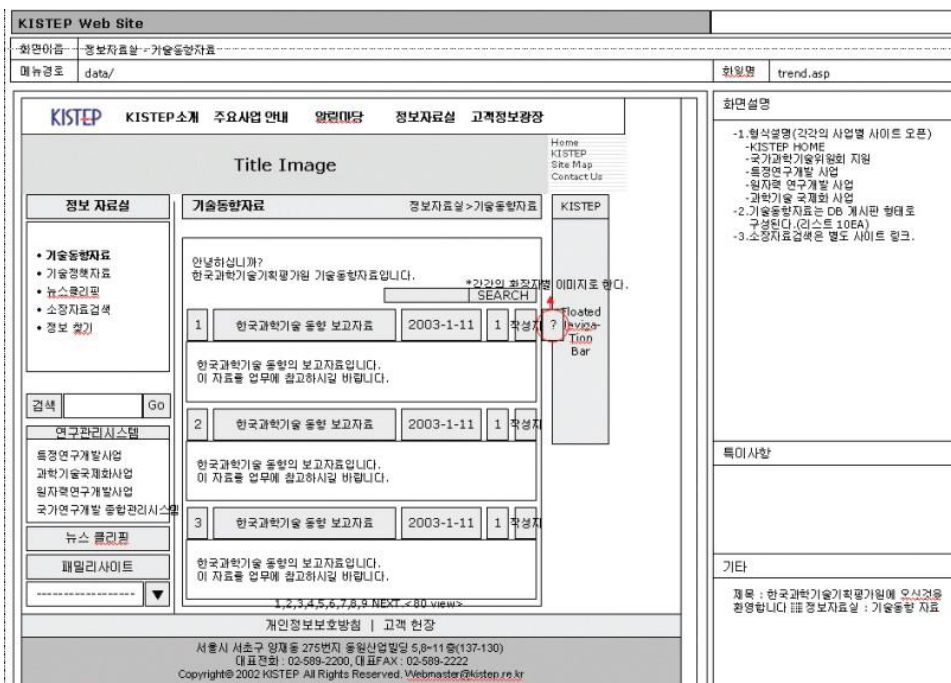 KISTEP Web Site
화면이름 정보자료실 - 기술동향자료
메뉴경로 data/ 화일명 trend.asp
KISTEP KISTEP소개 주요사업 안내 알림마당 정보자료실 고객정보광장
Title Image
Home
KISTEP
Site Map
Contact Us
정보 자료실
• 기술동향자료
• 기술정책자료
• 뉴스클리핑
• 소장자료검색
• 정보 찾기
검색 Go
연구관리시스템
특정연구개발사업
과학기술국제화사업
원자력연구개발사업
국가연구개발 종합관리시스템
뉴스 클리핑
패밀리사이트
------------------- ▼
기술동향자료 정보자료실>기술동향자료
안녕하십니까?
한국과학기술기획평가원 기술동향자료입니다.
*각각의 화장자별 이미지로 한다.
SEARCH
1 한국과학기술 동향 보고자료 2003-1-11 1 작성자 ?
한국과학기술 동향의 보고자료입니다.
이 자료를 업무에 참고하시길 바랍니다.
2 한국과학기술 동향 보고자료 2003-1-11 1 작성자
한국과학기술 동향의 보고자료입니다.
이 자료를 업무에 참고하시길 바랍니다.
3 한국과학기술 동향 보고자료 2003-1-11 1 작성자
한국과학기술 동향의 보고자료입니다.
이 자료를 업무에 참고하시길 바랍니다.
1,2,3,4,5,6,7,8,9 NEXT.< 80 view>
KISTEP
Floated
Naviga-
Tion
Bar
개인정보보호방침 | 고객 헌장
서울시 서초구 양재동 275번지 동원산업빌딩 5,8~11층(137-130)
대표전화 : 02-589-2200, 대표FAX : 02-589-2222
Copyright© 2002 KISTEP All Rights Reserved. Webmaster@kistep.re.kr
화면설명
-1.형식설명(각각의 사업별 사이트 오픈)
-KISTEP HOME
-국가과학기술위원회 지원
-특정연구개발 사업
-원자력 연구개발 사업
-과학기술 국제화 사업
-2.기술동향자료는 DB 게시판 형태로
구성된다.(리스트 10EA)
-3.소장자료검색은 별도 사이트 링크.
특이사항
기타
제목 : 한국과학기술기획평가원에 오신것을
환영합니다 ::: 정보자료실 : 기술동향 자료